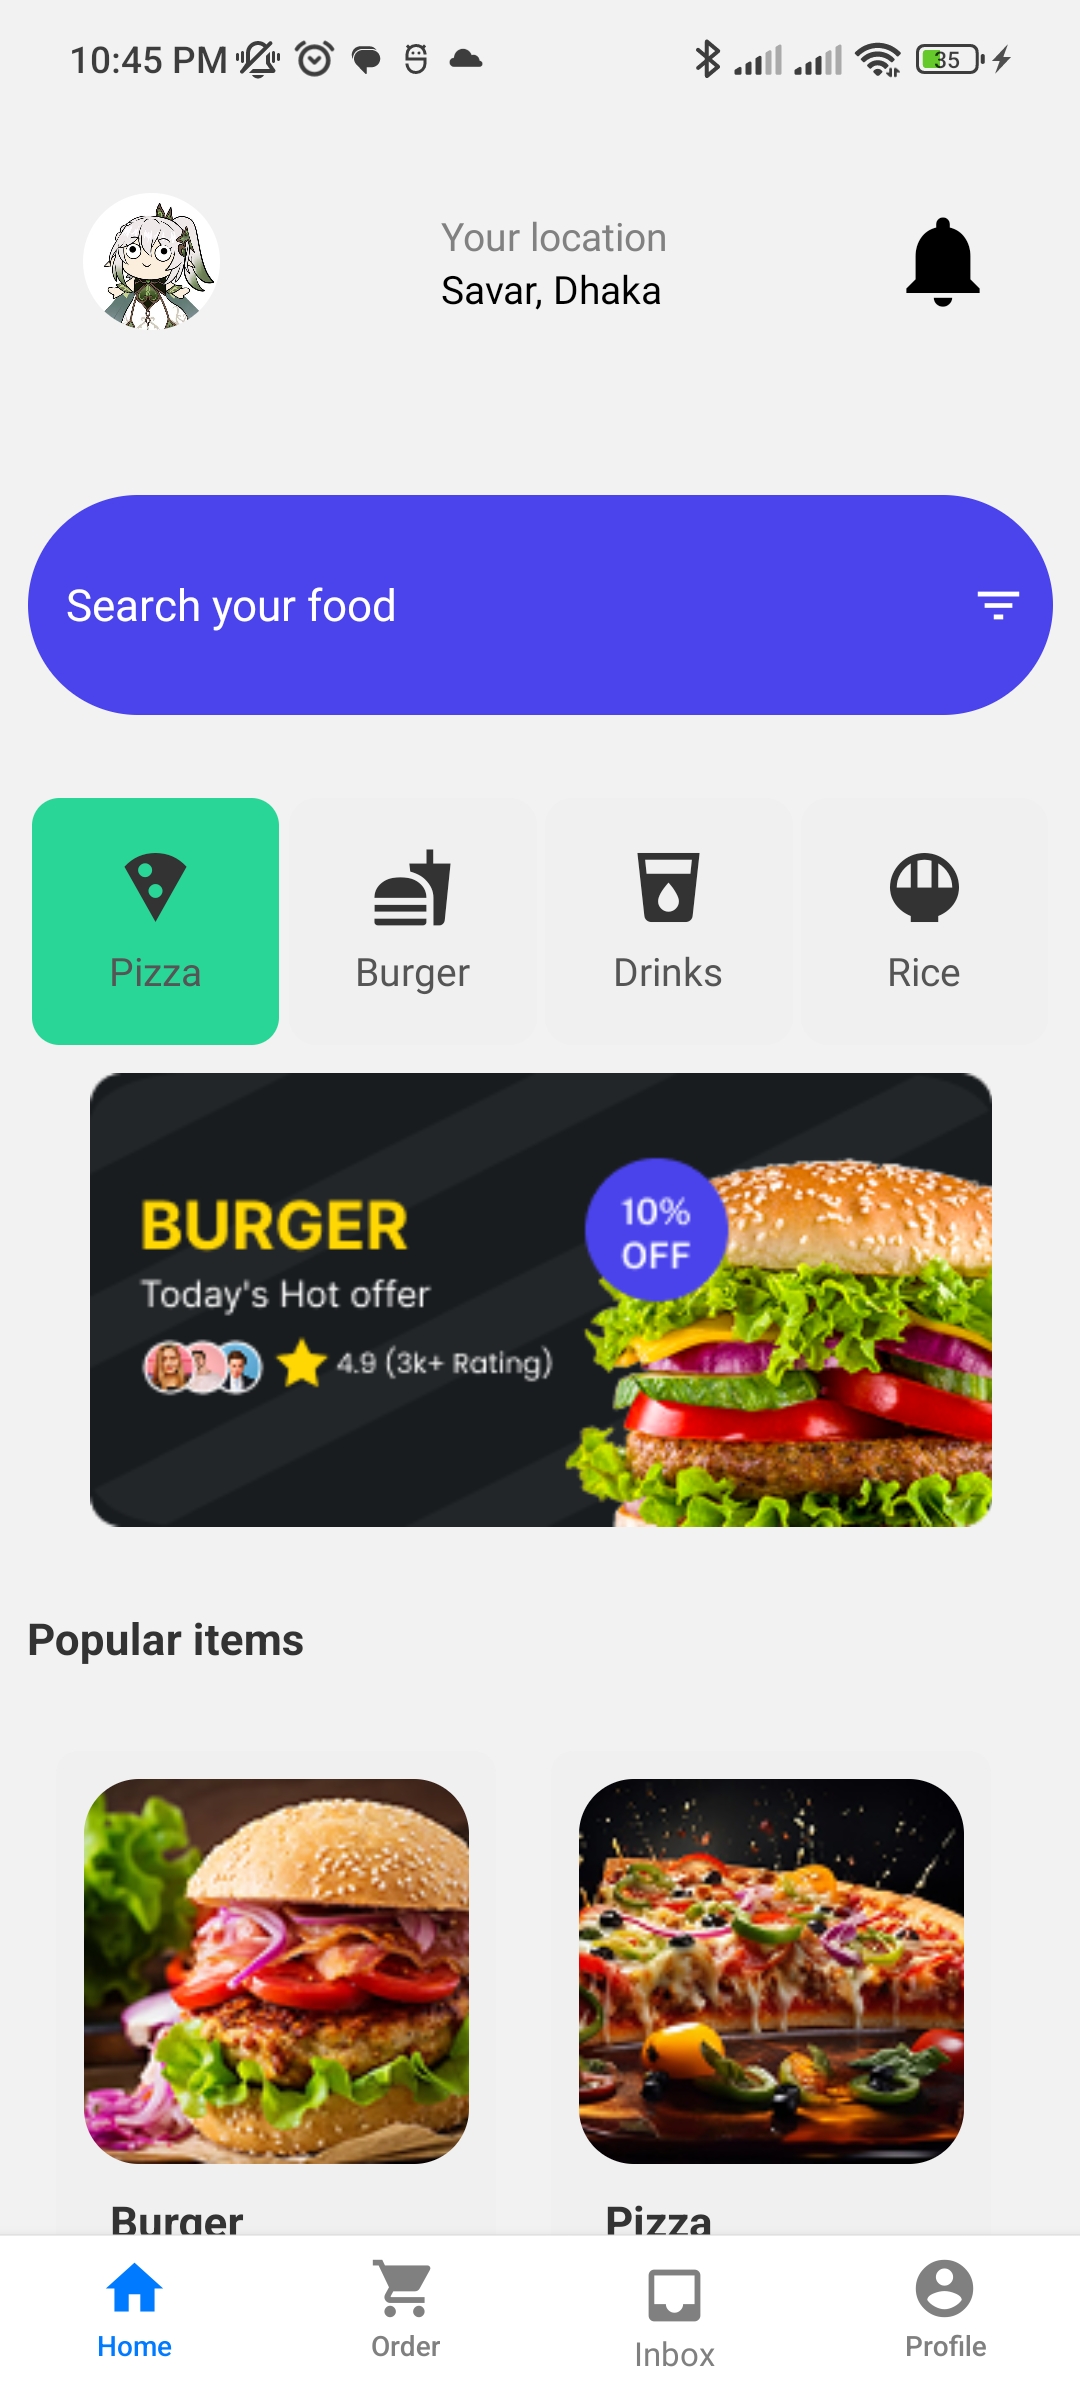 10:45 PM
35
Your location
Savar, Dhaka
Search your food
Pizza
Burger
Drinks
Rice
BURGER
Today's Hot offer
4.9 (3k+ Rating)
10%
OFF
Popular items
Burger
Pizza
Home
Order
Inbox
Profile